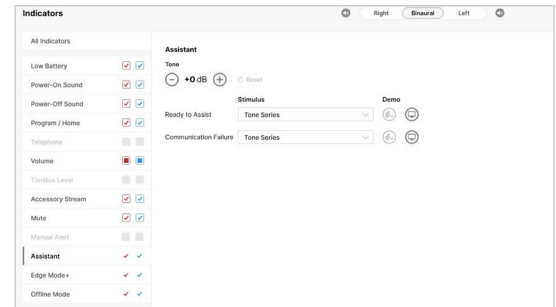 Indicators
Right Binaural Left
All Indicators
Low Battery
Power-On Sound
Power-Off Sound
Program / Home
Telephone
Volume
Tinnitus Level
Accessory Stream
Mute
Manual Alert
Assistant
Edge Mode+
Offline Mode
Assistant
Tone
+0 dB Reset
Stimulus Demo
Ready to Assist Tone Series
Communication Failure Tone Series